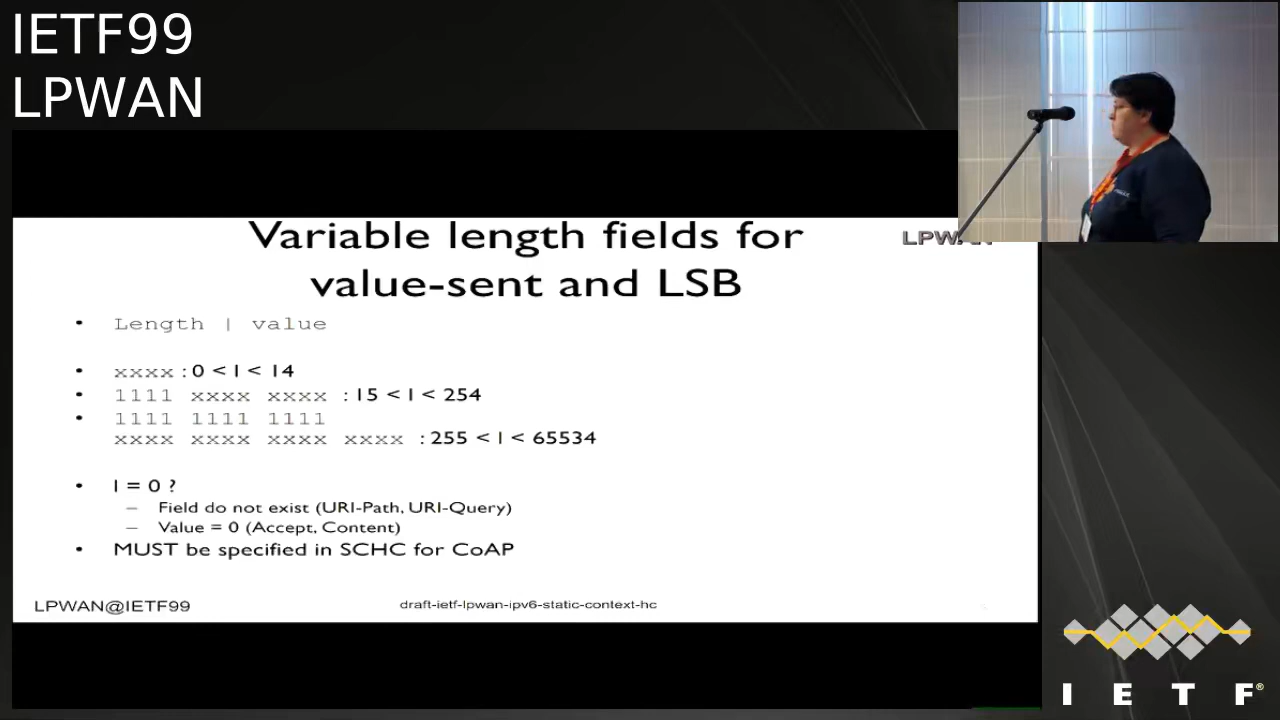 IETF99
LPWAN
Variable length fields for
value-sent and LSB
LPWAN
• Length | value
• xxxx : 0 < l < 14
• 1111 xxxx xxxx : 15 < l < 254
• 1111 1111 1111
xxxx xxxx xxxx xxxx : 255 < l < 65534
• l = 0 ?
– Field do not exist (URI-Path, URI-Query)
– Value = 0 (Accept, Content)
• MUST be specified in SCHC for CoAP
LPWAN@IETF99
draft-ietf-lpwan-ipv6-static-context-hc
I E T F®